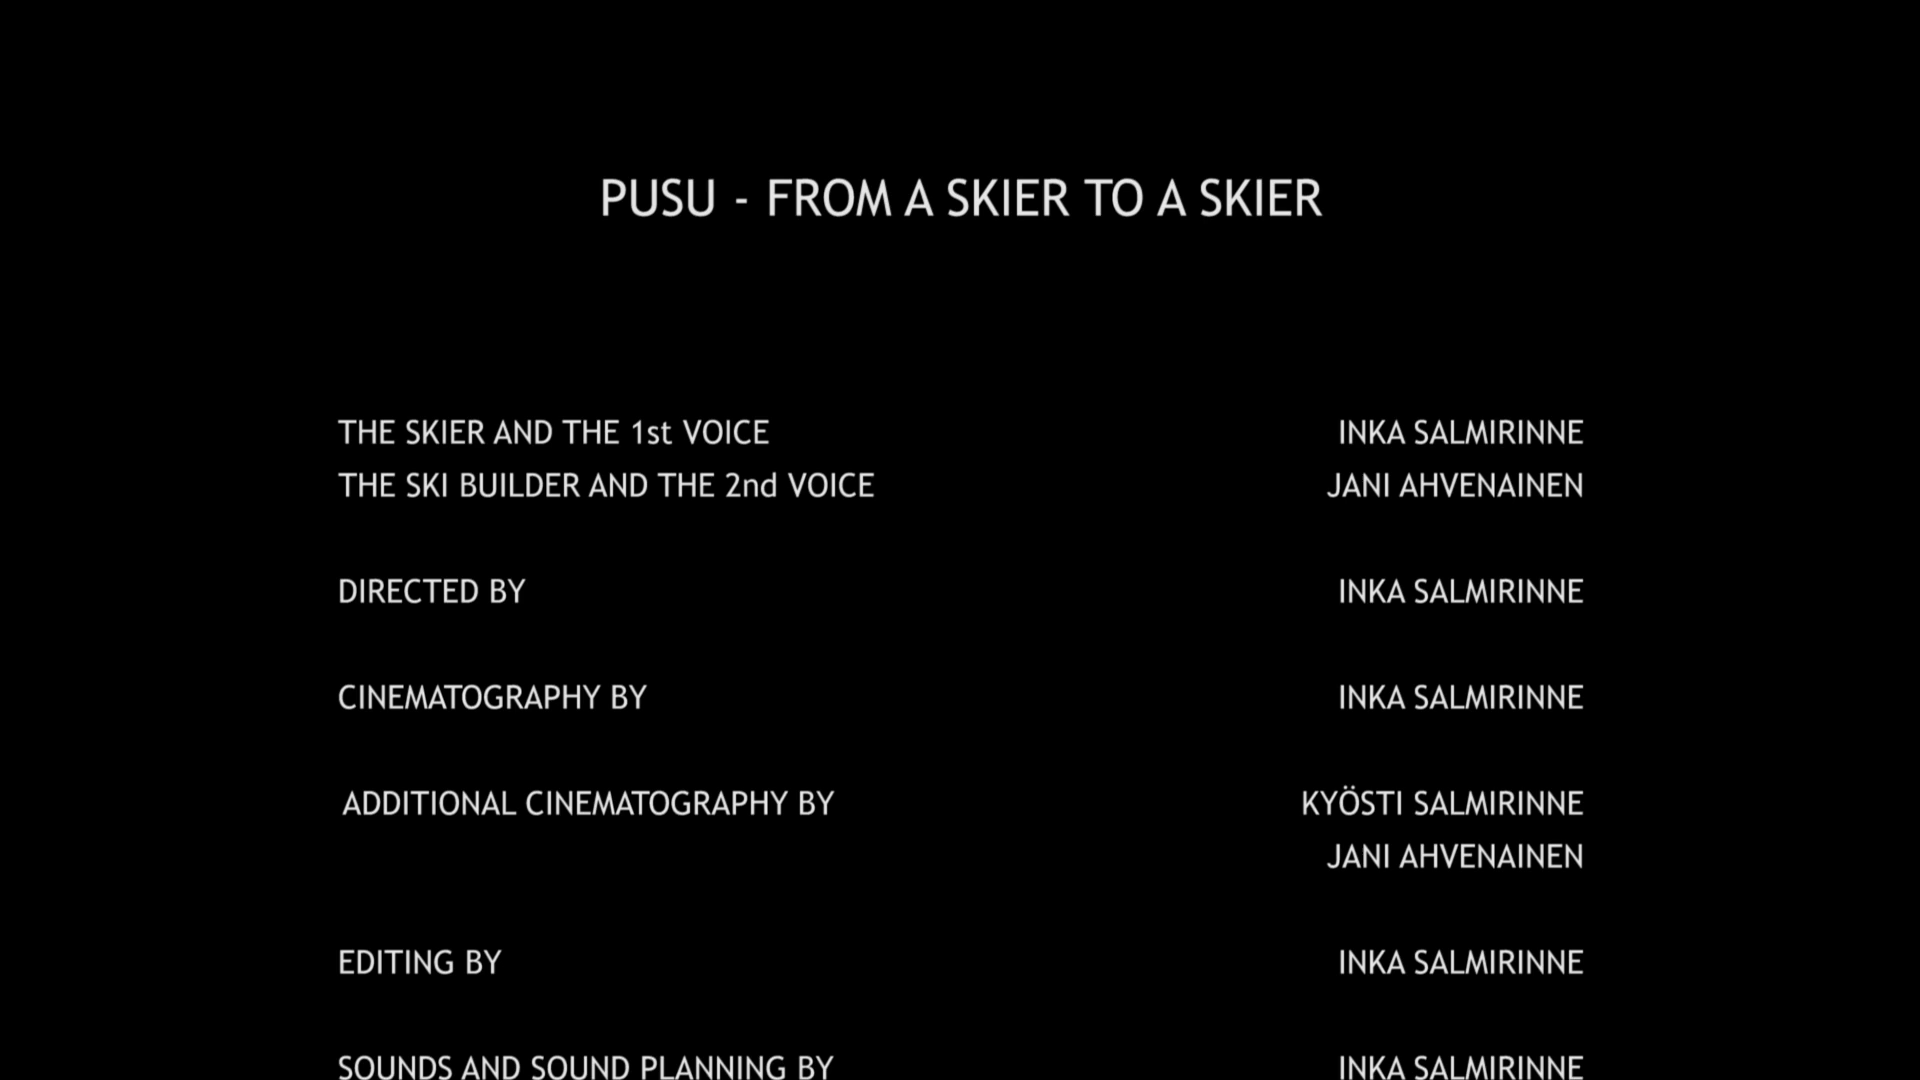 PUSU - FROM A SKIER TO A SKIER
THE SKIER AND THE 1st VOICE INKA SALMIRINNE
THE SKI BUILDER AND THE 2nd VOICE JANI AHVENAINEN
DIRECTED BY INKA SALMIRINNE
CINEMATOGRAPHY BY INKA SALMIRINNE
ADDITIONAL CINEMATOGRAPHY BY KYÖSTI SALMIRINNE
JANI AHVENAINEN
EDITING BY INKA SALMIRINNE
SOUNDS AND SOUND PLANNING BY INKA SALMIRINNE